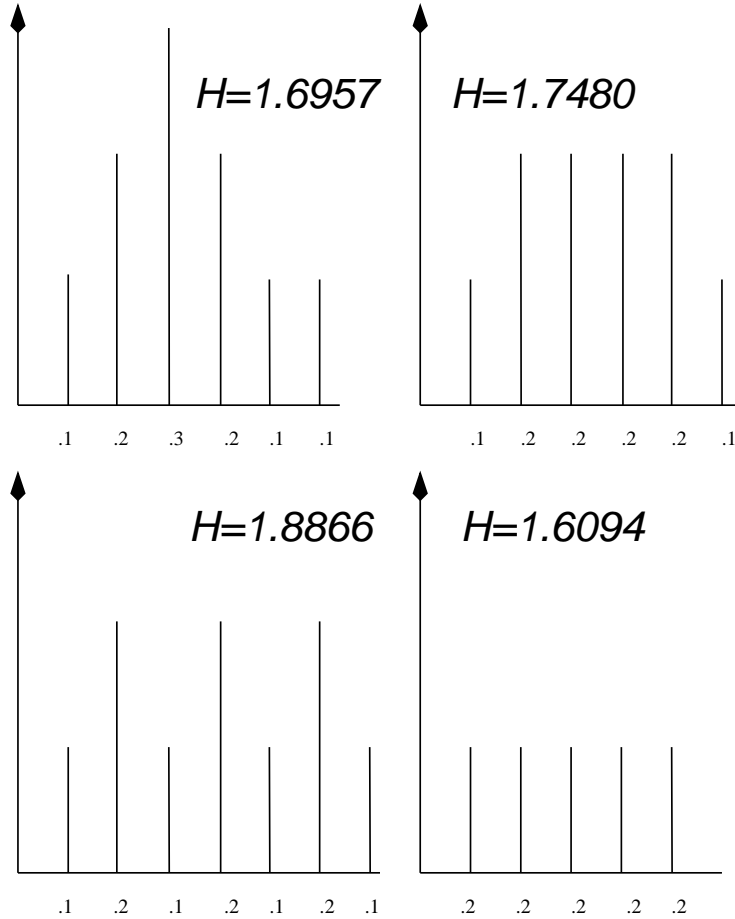 H=1.6957
.1 .2 .3 .2 .1 .1
H=1.7480
.1 .2 .2 .2 .2 .1
H=1.8866
.1 .2 .1 .2 .1 .2 .1
H=1.6094
.2 .2 .2 .2 .2